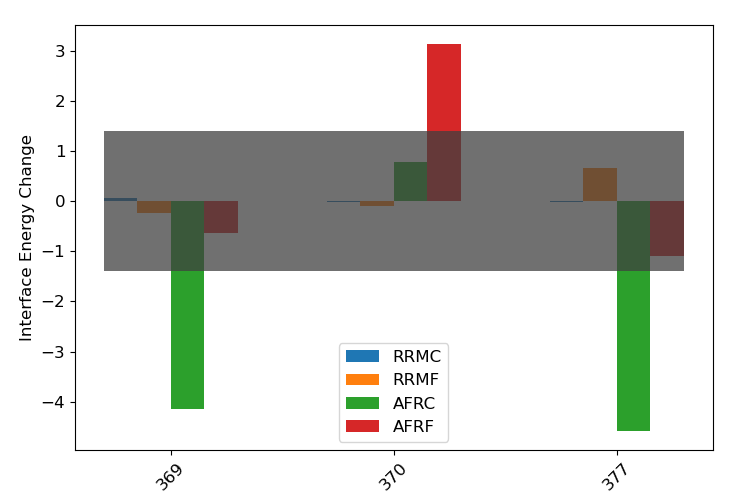 Interface Energy Change
3
2
1
0
−1
−2
−3
−4
369
370
377
RRMC
RRMF
AFRC
AFRF